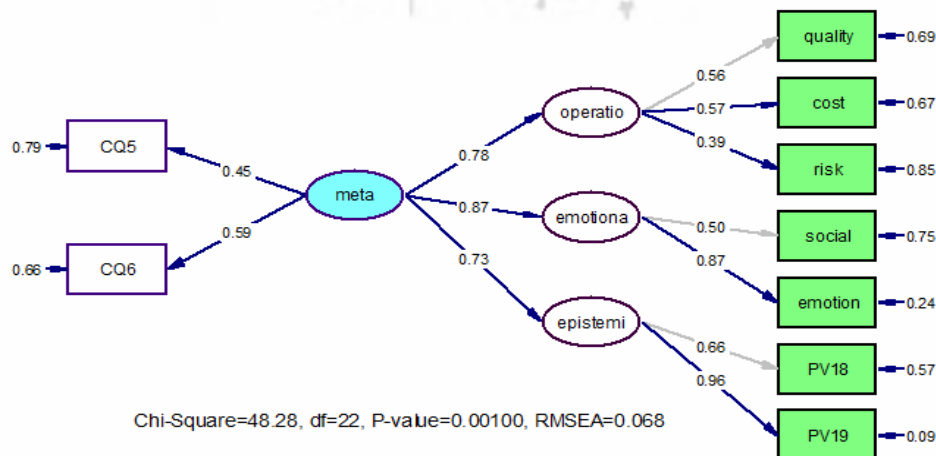 quality
0.69
0.56
cost
0.67
operatio
0.57
0.79
CQ5
0.39
0.78
risk
0.85
0.45
meta
0.87
emotiona
0.50
social
0.75
0.59
0.87
0.66
CQ6
0.73
emotion
0.24
epistemi
0.66
PV18
0.57
0.96
Chi-Square=48.28, df=22, P-value=0.00100, RMSEA=0.068
PV19
0.09